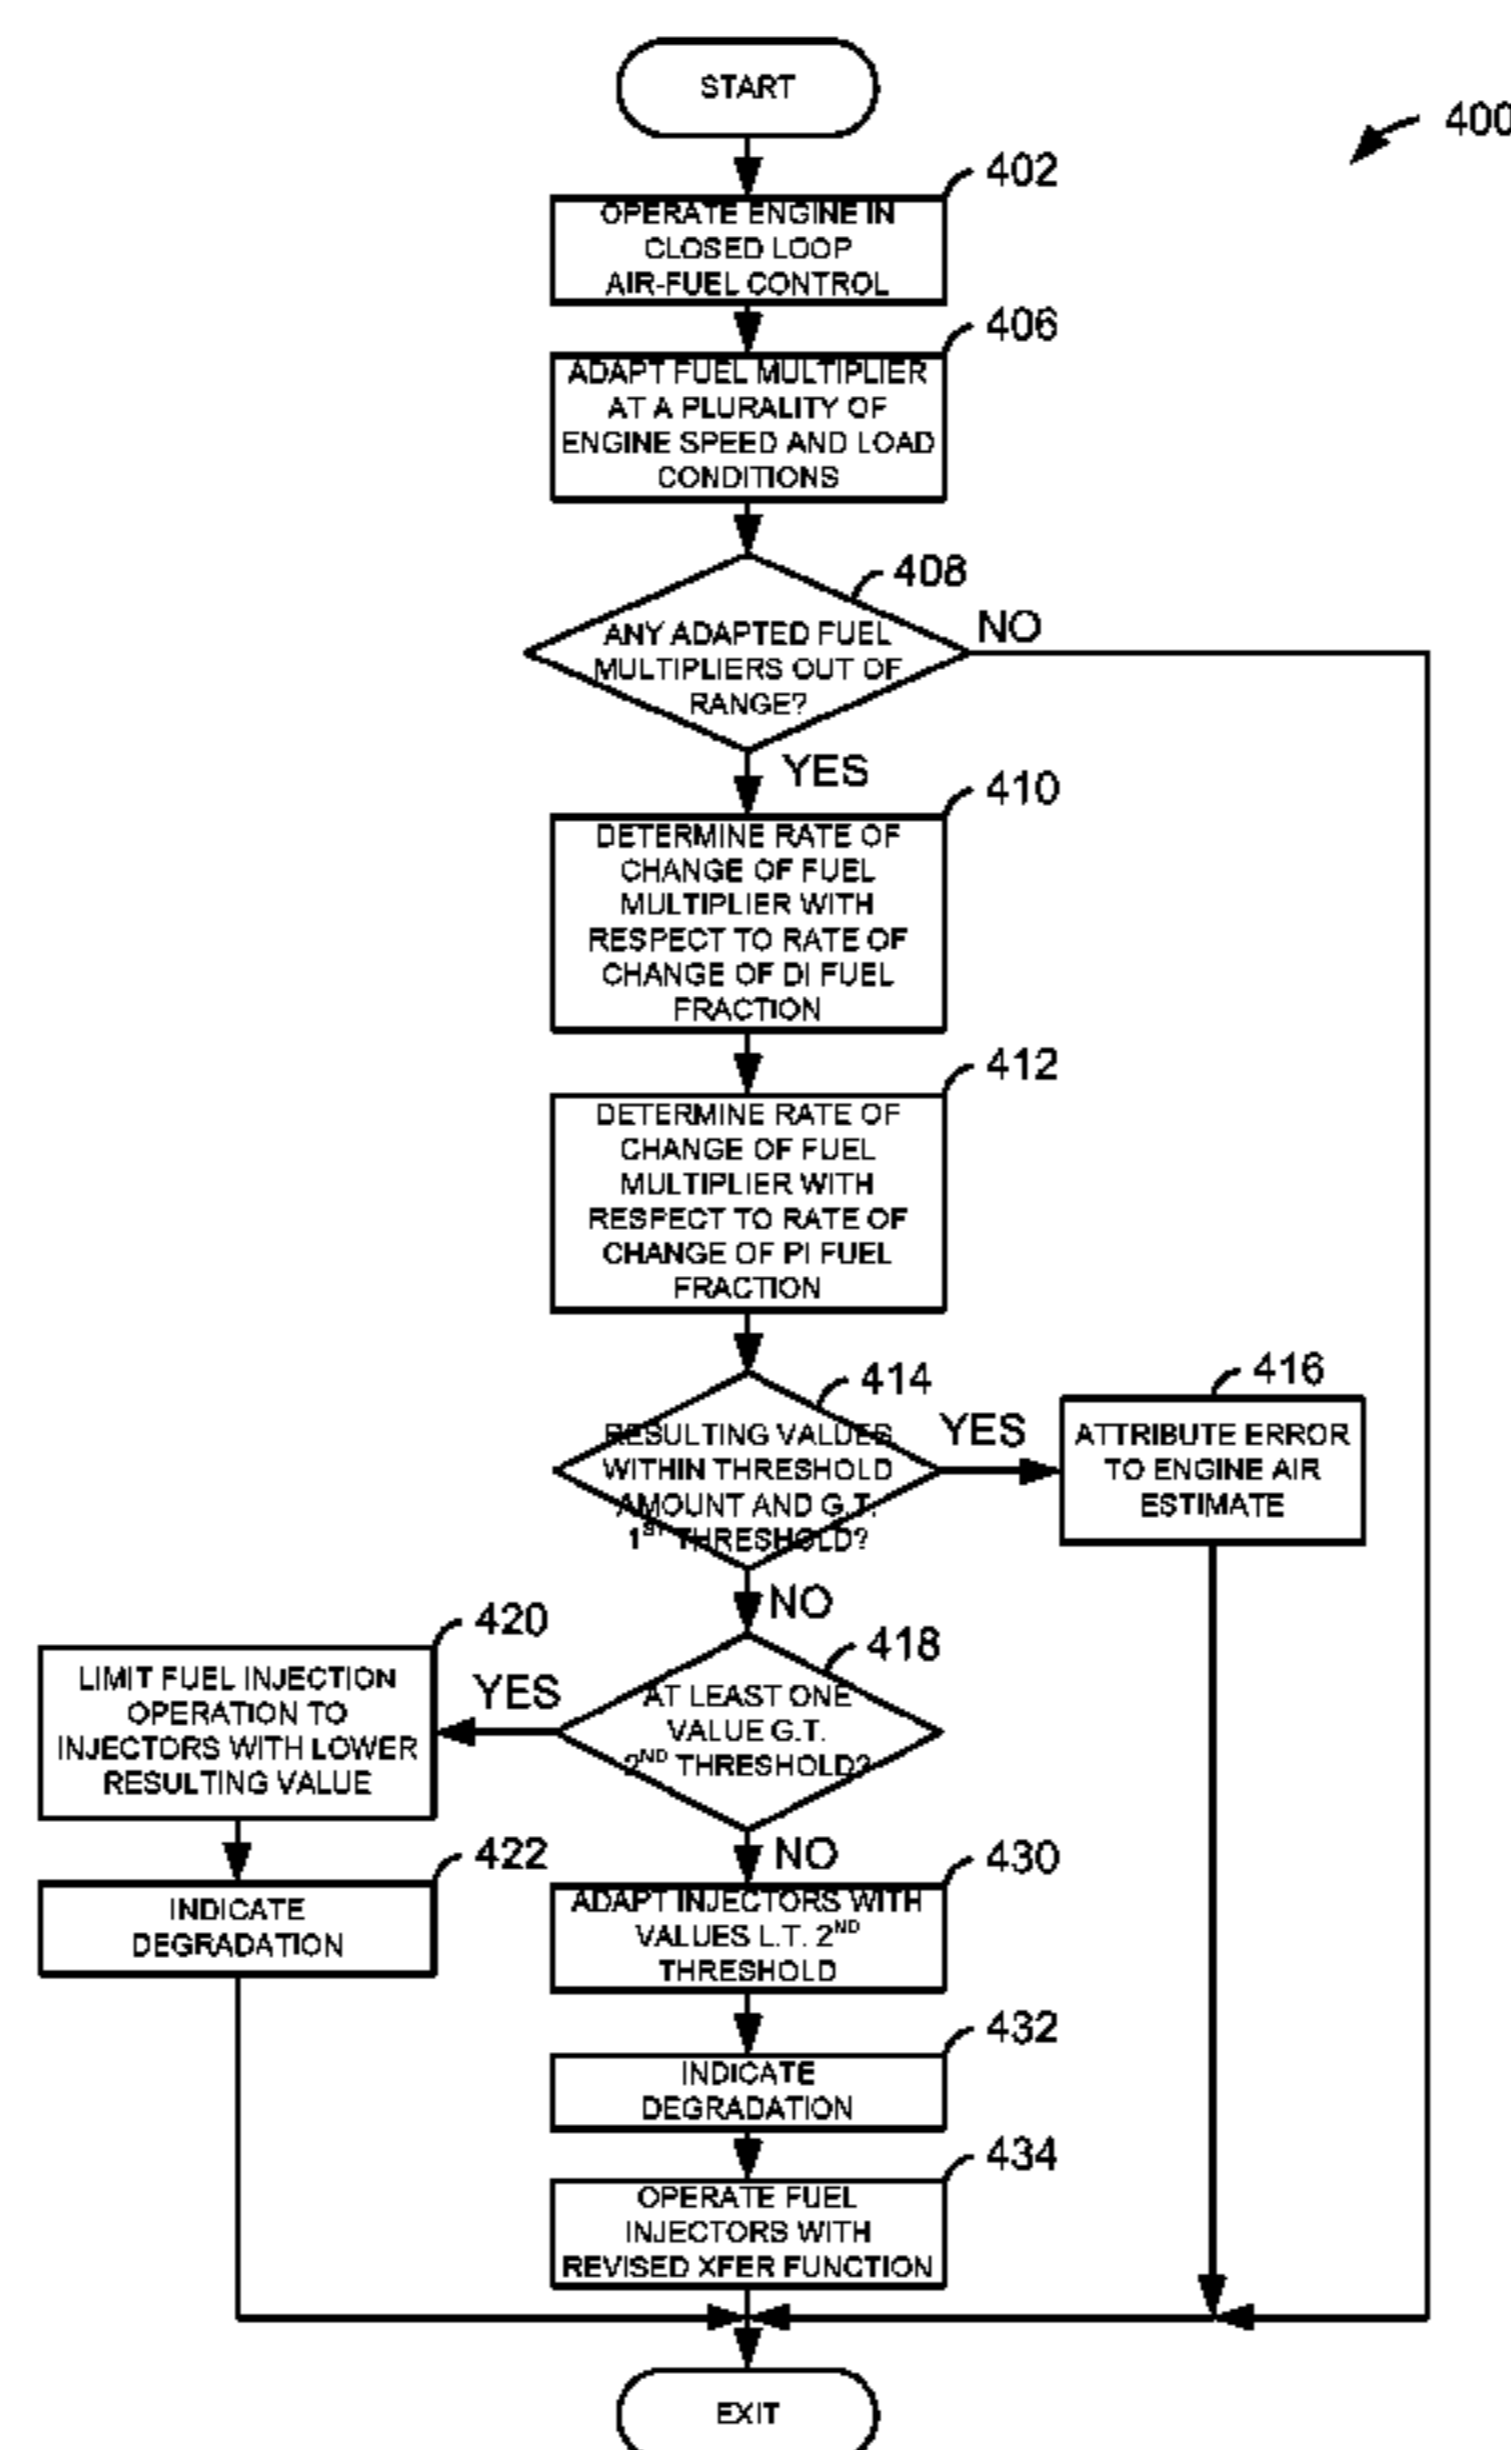 START
400
402
OPERATE ENGINE IN
CLOSED LOOP
AIR-FUEL CONTROL
406
ADAPT FUEL MULTIPLIER
AT A PLURALITY OF
ENGINE SPEED AND LOAD
CONDITIONS
408
NO
ANY ADAPTED FUEL
MULTIPLIERS OUT OF
RANGE?
YES
410
DETERMINE RATE OF
CHANGE OF FUEL
MULTIPLIER WITH
RESPECT TO RATE OF
CHANGE OF DI FUEL
FRACTION
412
DETERMINE RATE OF
CHANGE OF FUEL
MULTIPLIER WITH
RESPECT TO RATE OF
CHANGE OF PI FUEL
FRACTION
414
RESULTING VALUES
WITHIN THRESHOLD
AMOUNT AND G.T.
1ST THRESHOLD?
YES
416
ATTRIBUTE ERROR
TO ENGINE AIR
ESTIMATE
NO
418
AT LEAST ONE
VALUE G.T.
2ND THRESHOLD?
YES
420
LIMIT FUEL INJECTION
OPERATION TO
INJECTORS WITH LOWER
RESULTING VALUE
422
INDICATE
DEGRADATION
NO
430
ADAPT INJECTORS WITH
VALUES L.T. 2ND
THRESHOLD
432
INDICATE
DEGRADATION
434
OPERATE FUEL
INJECTORS WITH
REVISED XFER FUNCTION
EXIT